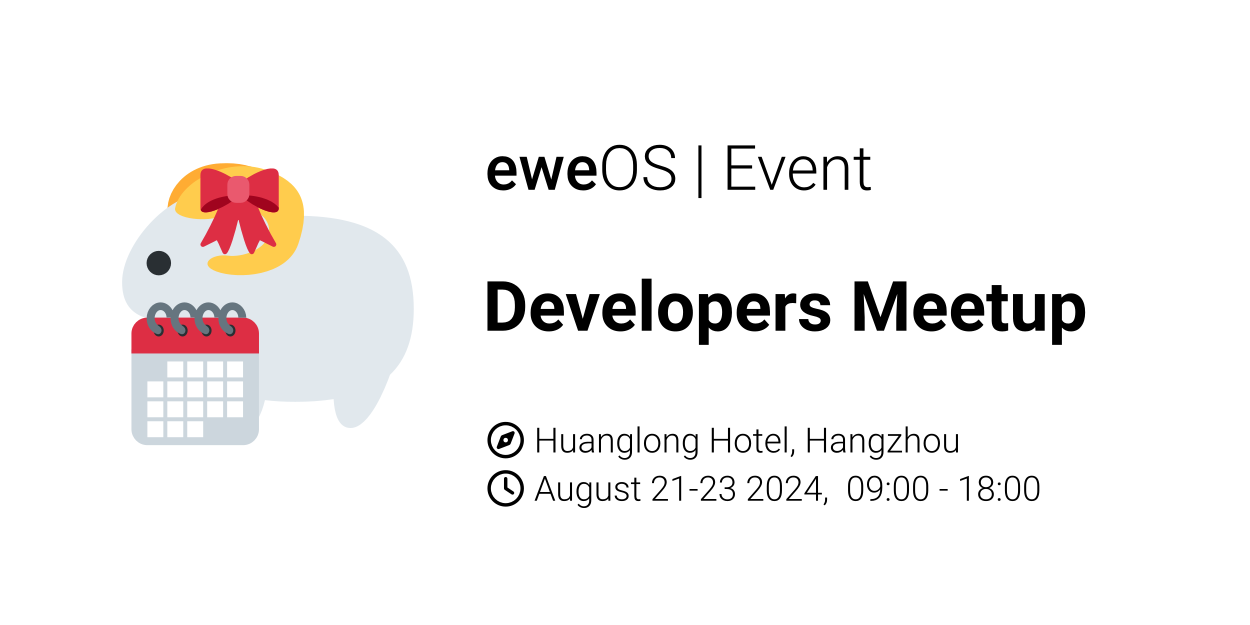 eweOS | Event
Developers Meetup
Huanglong Hotel, Hangzhou
August 21-23 2024,  09:00 - 18:00